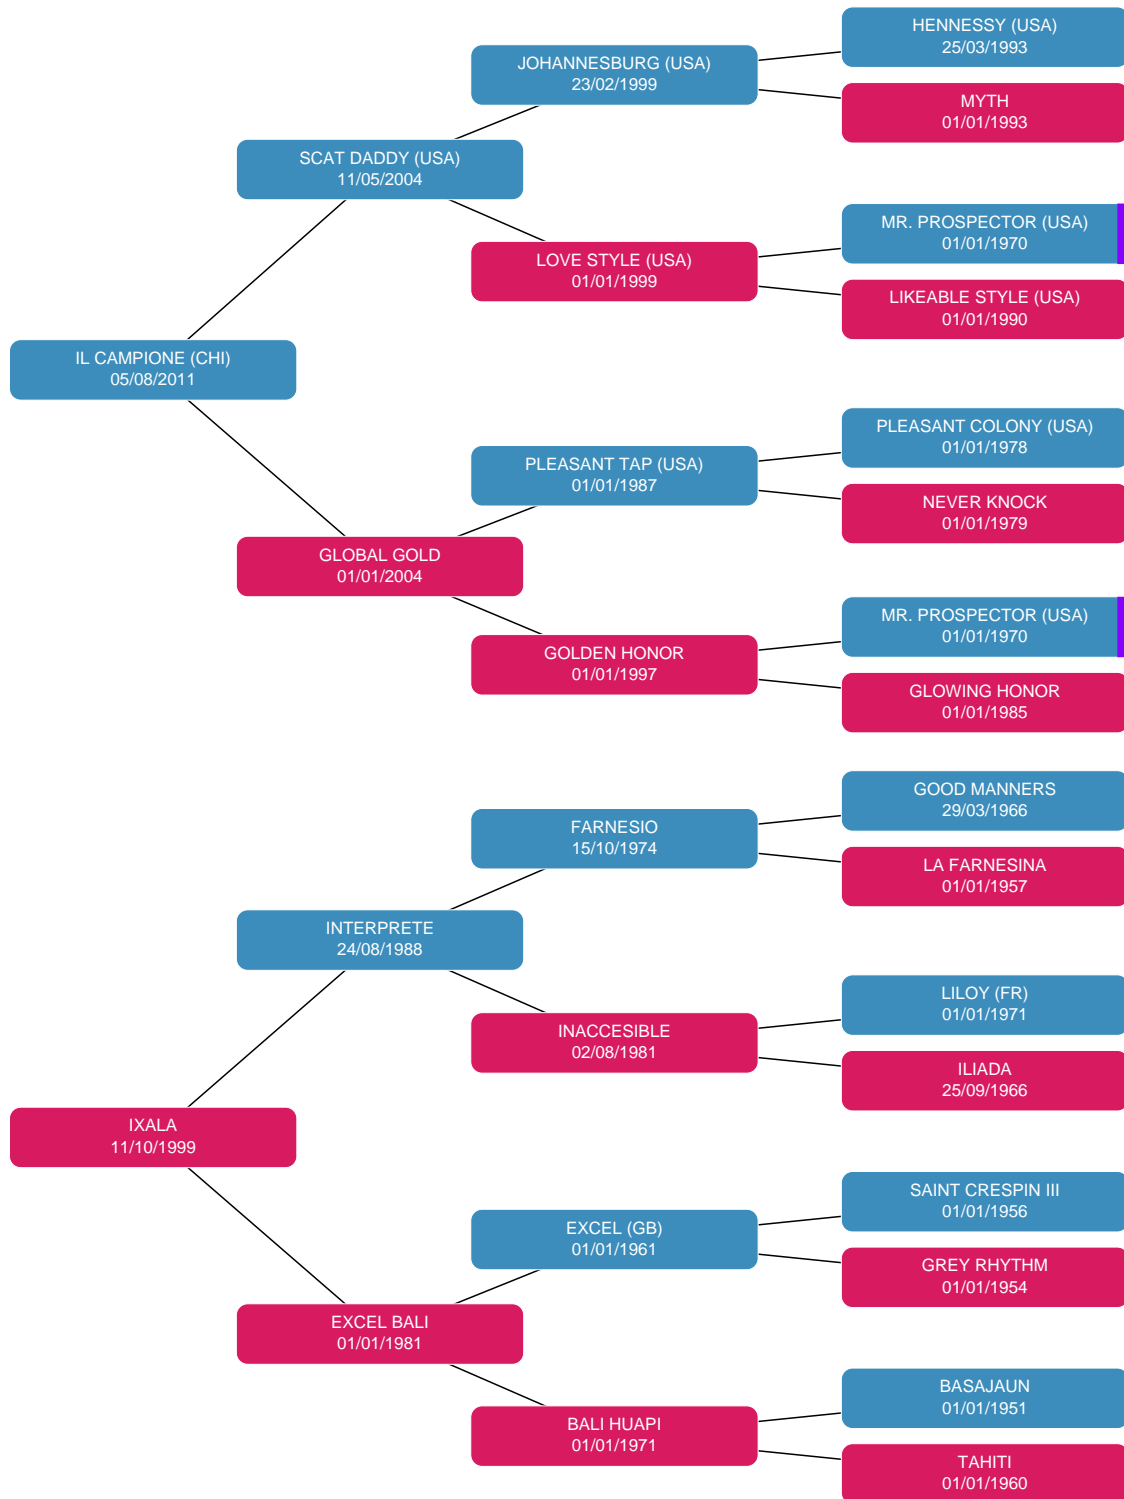 HENNESSY (USA)
25/03/1993
JOHANNESBURG (USA)
23/02/1999
MYTH
01/01/1993
SCAT DADDY (USA)
11/05/2004
MR. PROSPECTOR (USA)
01/01/1970
LOVE STYLE (USA)
01/01/1999
LIKEABLE STYLE (USA)
01/01/1990
IL CAMPIONE (CHI)
05/08/2011
PLEASANT COLONY (USA)
01/01/1978
PLEASANT TAP (USA)
01/01/1987
NEVER KNOCK
01/01/1979
GLOBAL GOLD
01/01/2004
MR. PROSPECTOR (USA)
01/01/1970
GOLDEN HONOR
01/01/1997
GLOWING HONOR
01/01/1985
GOOD MANNERS
29/03/1966
FARNESIO
15/10/1974
LA FARNESINA
01/01/1957
INTERPRETE
24/08/1988
LILOY (FR)
01/01/1971
INACCESIBLE
02/08/1981
ILIADA
25/09/1966
IXALA
11/10/1999
SAINT CRESPIN III
01/01/1956
EXCEL (GB)
01/01/1961
GREY RHYTHM
01/01/1954
EXCEL BALI
01/01/1981
BASAJAUN
01/01/1951
BALI HUAPI
01/01/1971
TAHITI
01/01/1960